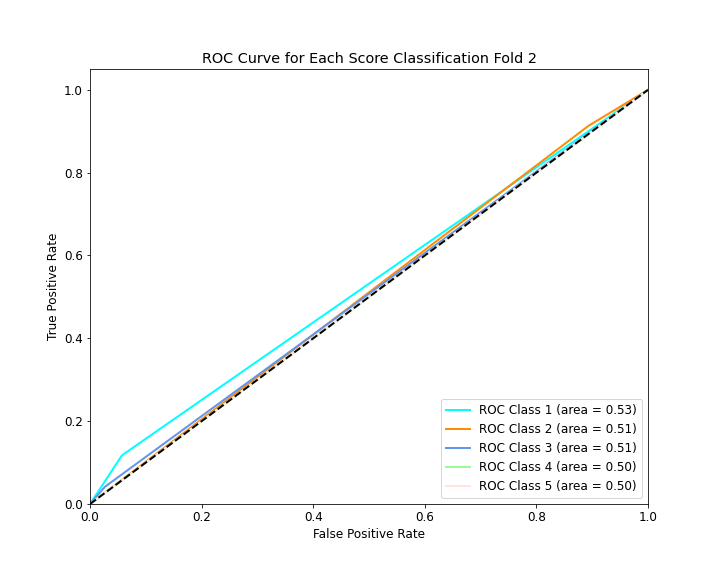 ROC Curve for Each Score Classification Fold 2
True Positive Rate
1.0
0.8
0.6
0.4
0.2
0.0
ROC Class 1 (area = 0.53)
ROC Class 2 (area = 0.51)
ROC Class 3 (area = 0.51)
ROC Class 4 (area = 0.50)
ROC Class 5 (area = 0.50)
0.0 0.2 0.4 0.6 0.8 1.0
False Positive Rate